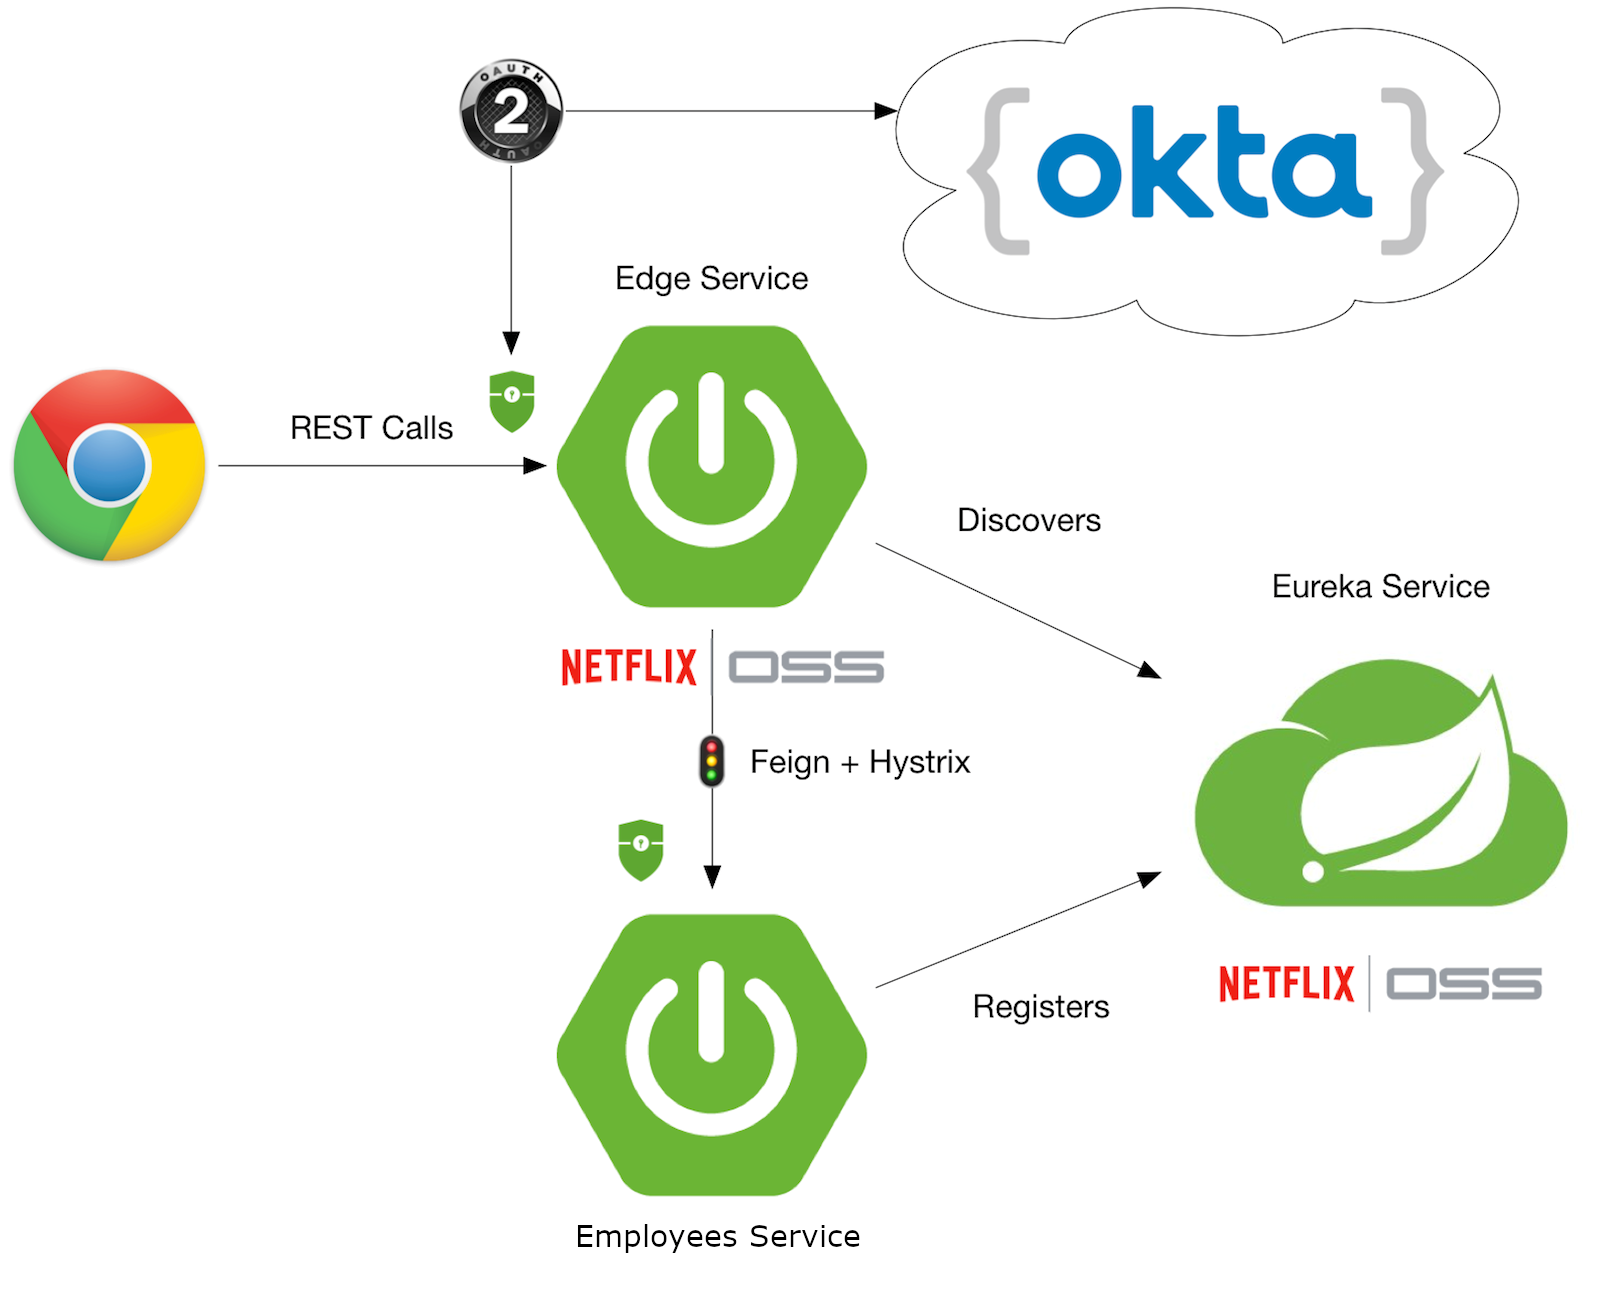 OAUTH
2
OAUTH
{okta}
Edge Service
REST Calls
Discovers
Eureka Service
NETFLIX | OSS
Feign + Hystrix
NETFLIX | OSS
Registers
Employees Service